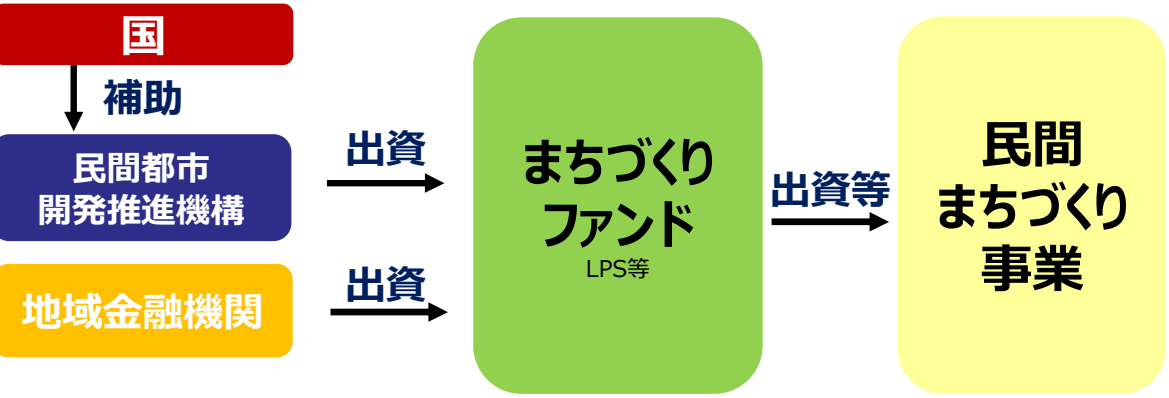 国
補助
民間都市
開発推進機構
出資
地域金融機関
出資
まちづくり
ファンド
LPS等
出資等
民間
まちづくり
事業